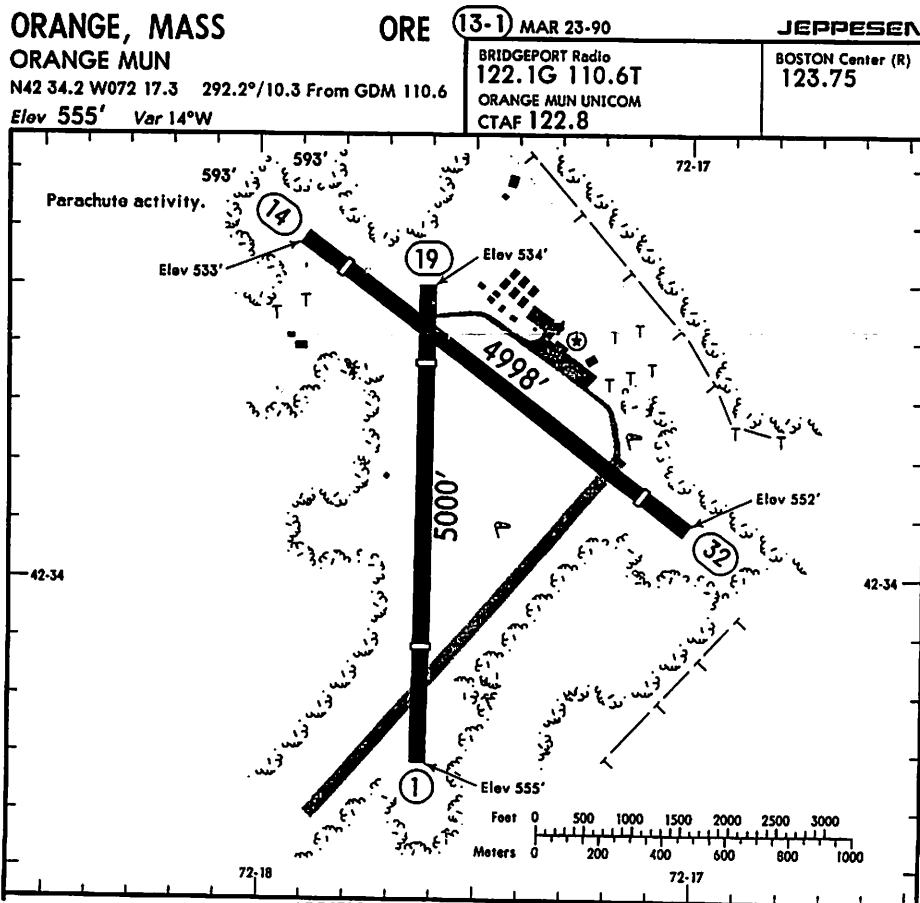 ORANGE, MASS ORE 13-1 MAR 23-90 JEPPESEN
ORANGE MUN
N42 34.2 W072 17.3 292.2°/10.3 From GDM 110.6
Elev 555' Var 14°W
BRIDGEPORT Radio
122.1G 110.6T
ORANGE MUN UNICOM
CTAF 122.8
BOSTON Center (R)
123.75
593' 593' 72-17
Parachute activity.
14
19
Elev 534'
Elev 533'
T
T
T
T T
T T
T
4998'
T
T T T
T
T T
5000'
Elev 552'
32
42-34 42-34
T
T
T
T
Elev 555'
1
Feet 0 500 1000 1500 2000 2500 3000
Meters 0 200 400 600 800 1000
72-18 72-17